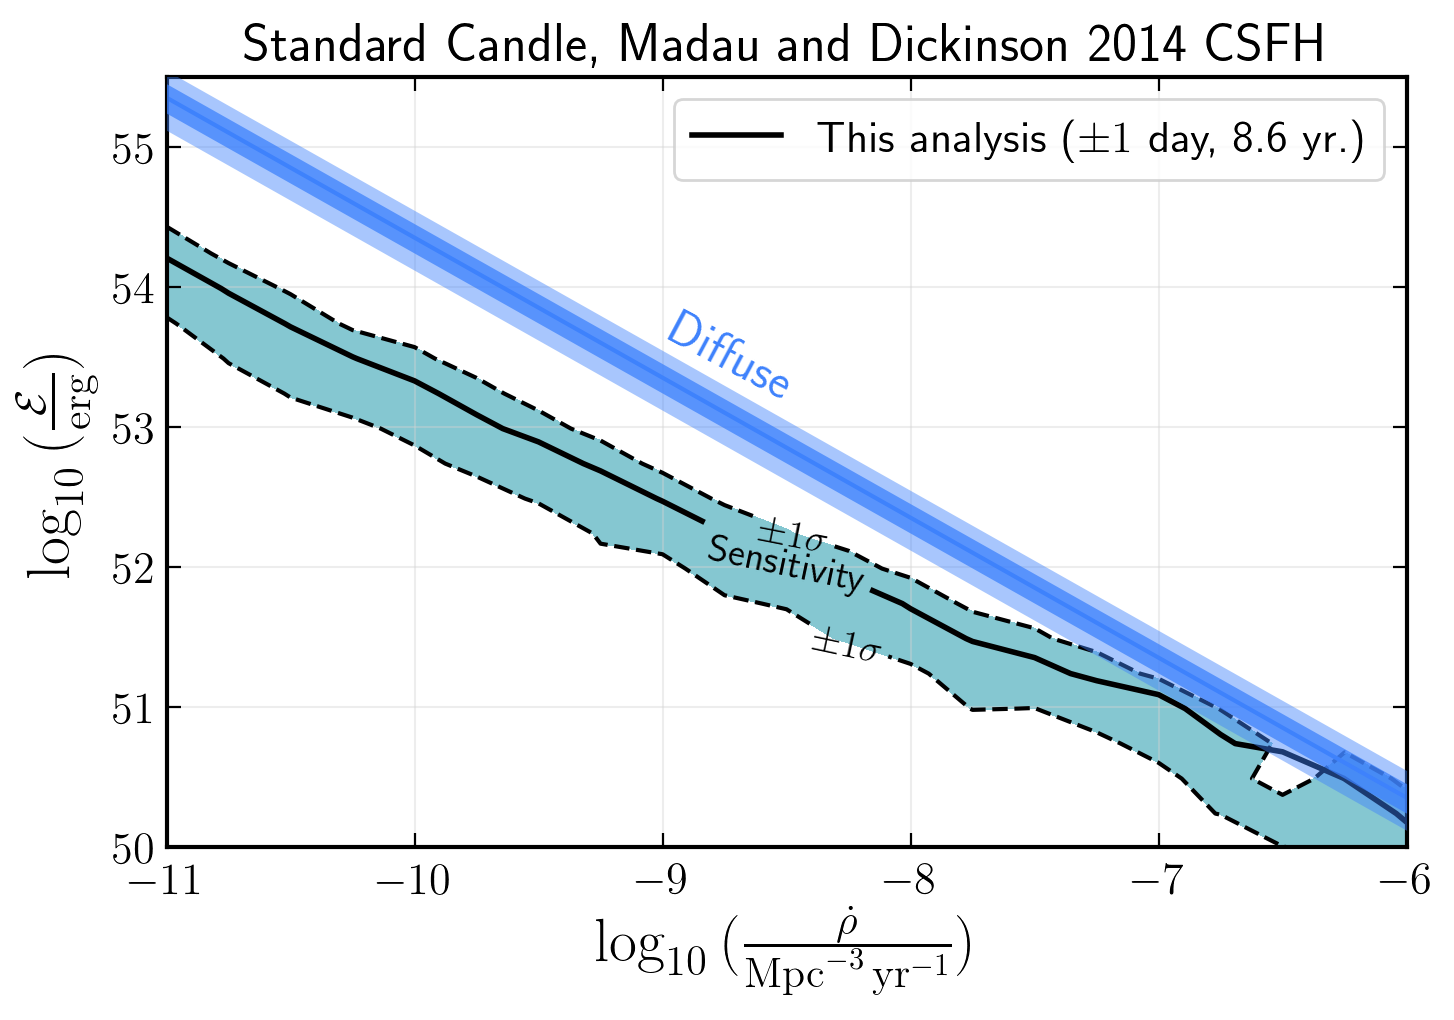 Standard Candle, Madau and Dickinson 2014 CSFH
This analysis (±1 day, 8.6 yr.)
55
54
53
52
51
50
log₁₀ (ℰ/erg)
Diffuse
±1σ
Sensitivity
±1σ
−11 −10 −9 −8 −7 −6
log₁₀ (ρ̇/Mpc⁻³ yr⁻¹)